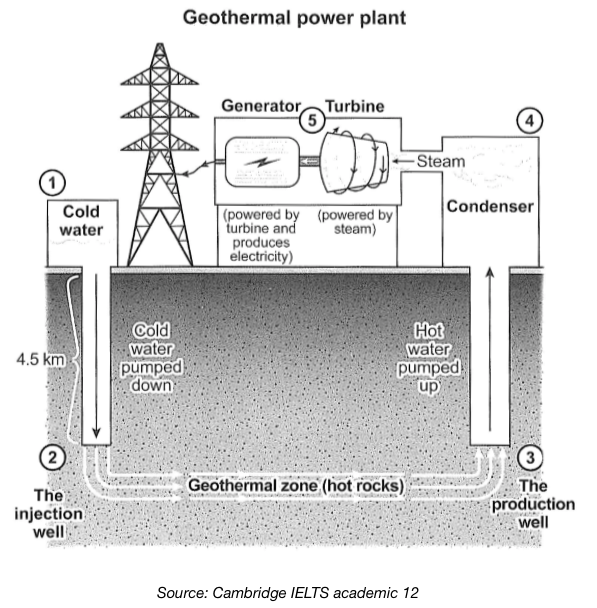 Geothermal power plant
Generator
5
Turbine
4
1
Cold
water
Steam
Condenser
(powered by
turbine and
produces
electricity)
(powered by
steam)
4.5 km
Cold
water
pumped
down
Hot
water
pumped
up
2
The
injection
well
Geothermal zone (hot rocks)
3
The
production
well
Source: Cambridge IELTS academic 12